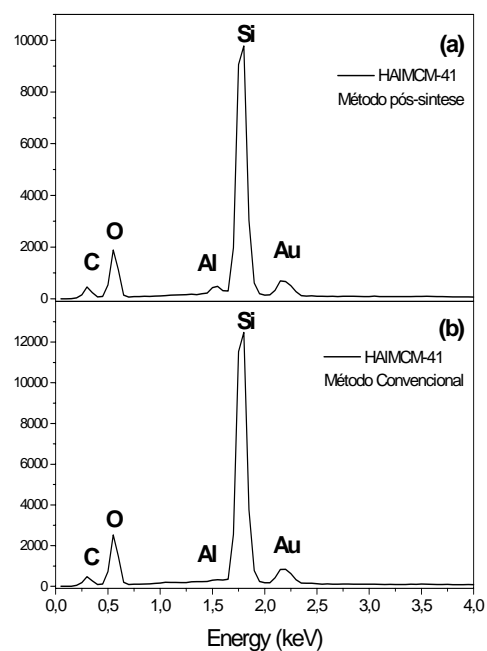 10000
8000
6000
4000
2000
0
Si
(a)
HAlMCM-41
Método pós-sintese
C
O
Al
Au
12000
10000
8000
6000
4000
2000
0
Si
(b)
HAlMCM-41
Método Convencional
C
O
Al
Au
0,0 0,5 1,0 1,5 2,0 2,5 3,0 3,5 4,0
Energy (keV)